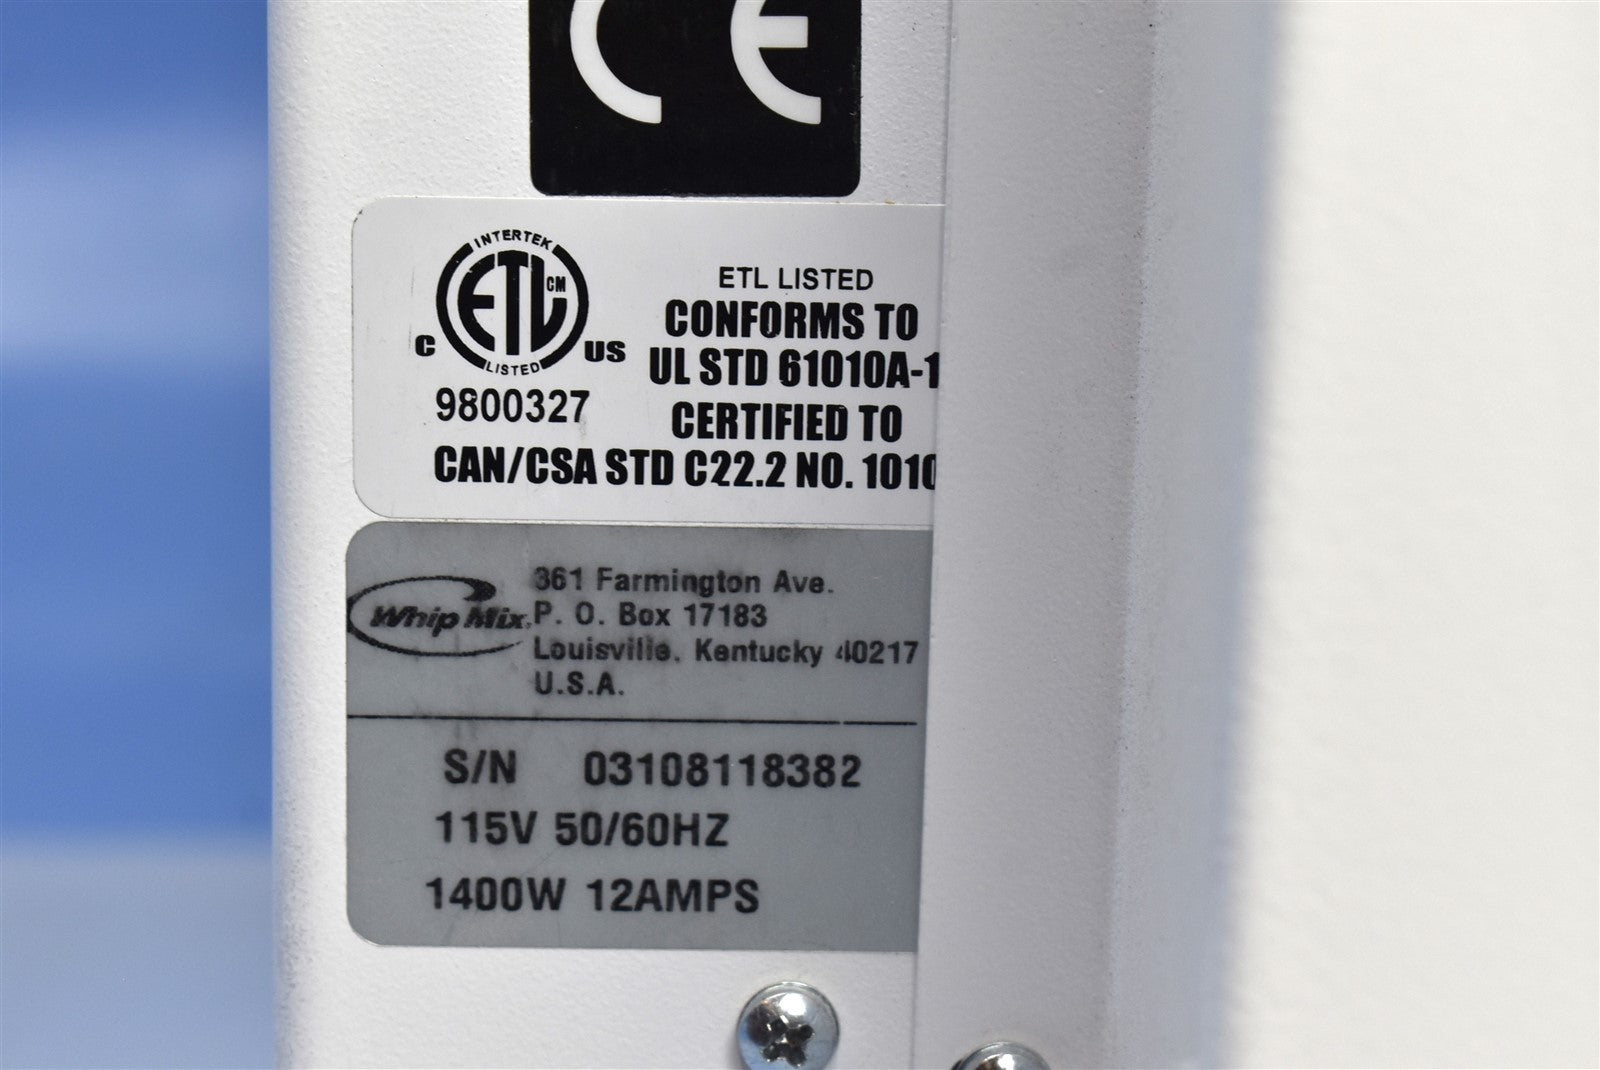 CE
INTERTEK
ETL CM
LISTED
C US
9800327
ETL LISTED
CONFORMS TO
UL STD 61010A-1
CERTIFIED TO
CAN/CSA STD C22.2 NO. 1010
Whip Mix
361 Farmington Ave.
P. O. Box 17183
Louisville, Kentucky 40217
U.S.A.
S/N 03108118382
115V 50/60HZ
1400W 12AMPS